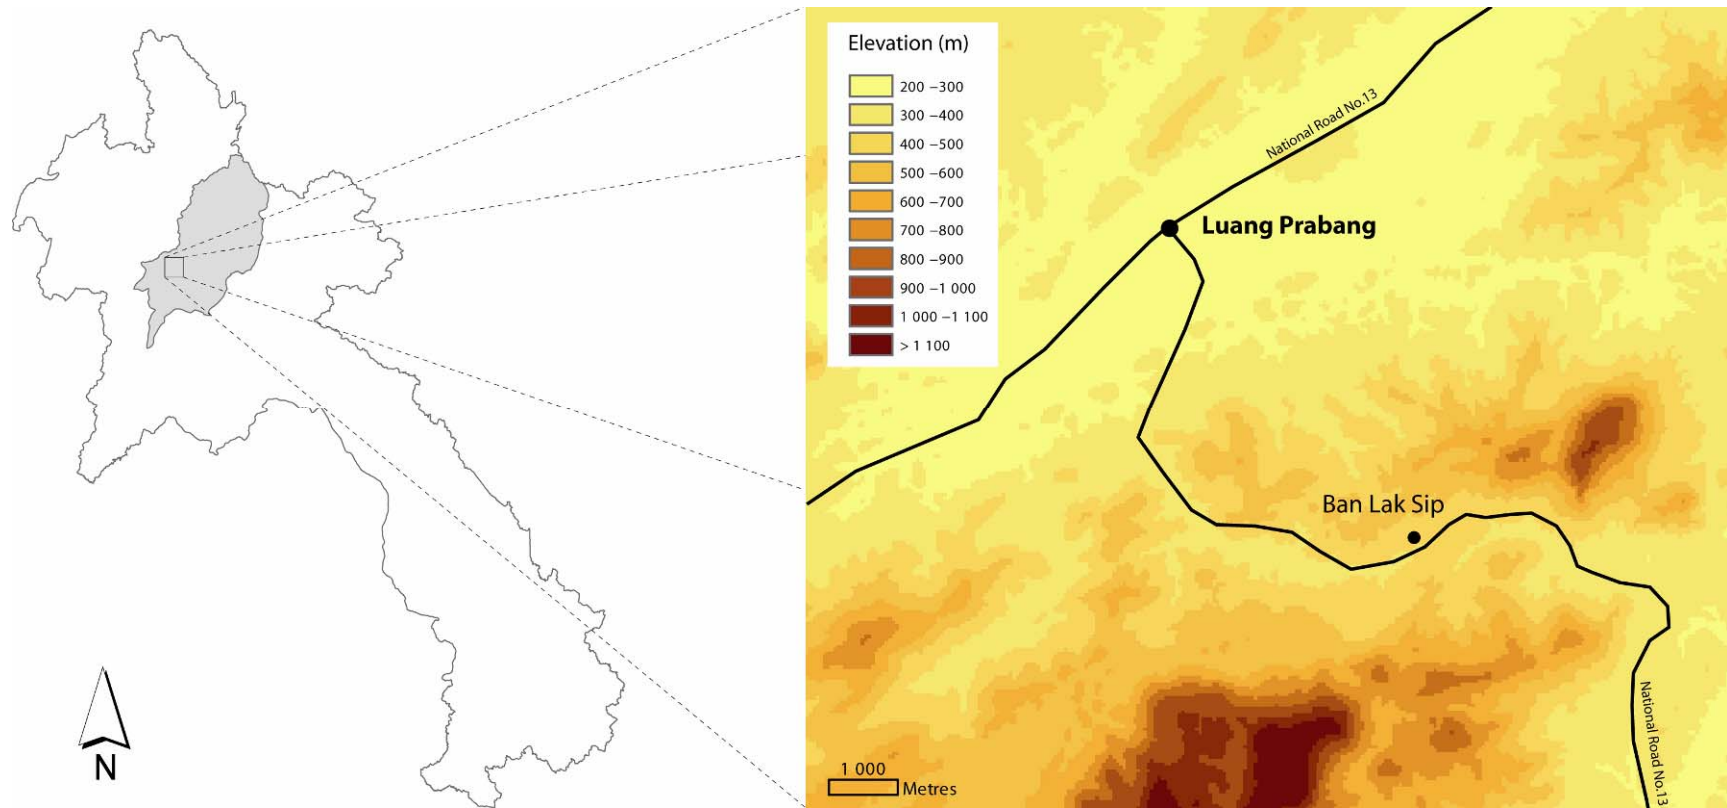 Elevation (m)
200 –300
300 –400
400 –500
500 –600
600 –700
700 –800
800 –900
900 –1 000
1 000 –1 100
> 1 100
National Road No.13
Luang Prabang
Ban Lak Sip
National Road No.13
N
1 000
Metres